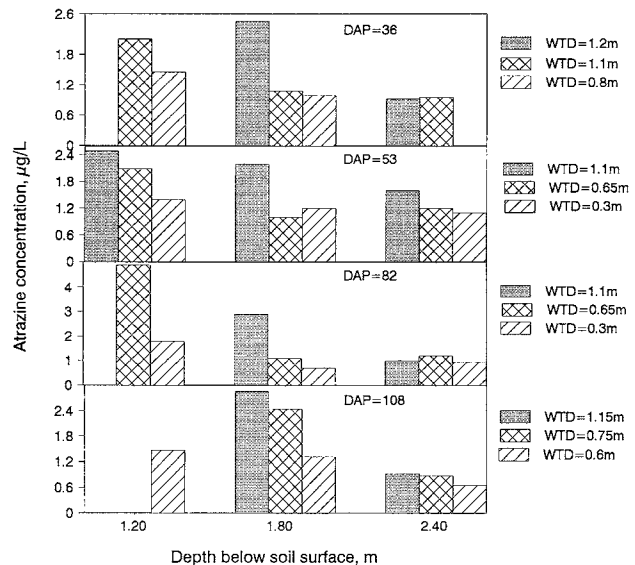 Atrazine concentration, µg/L
2.6
1.8
1.2
0.6
0
DAP=36
WTD=1.2m
WTD=1.1m
WTD=0.8m
2.4
1.8
1.2
0.6
0
DAP=53
WTD=1.1m
WTD=0.65m
WTD=0.3m
4
3
2
1
0
DAP=82
WTD=1.1m
WTD=0.65m
WTD=0.3m
2.4
1.8
1.2
0.6
0
DAP=108
WTD=1.15m
WTD=0.75m
WTD=0.6m
1.20 1.80 2.40
Depth below soil surface, m